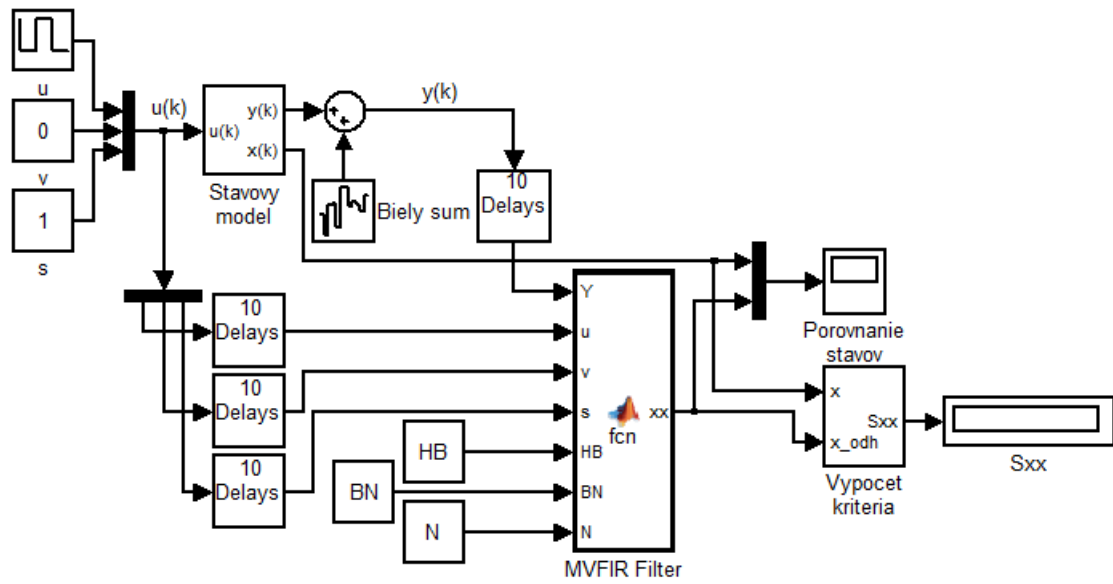 u
0
v
1
s
u(k)
u(k)
y(k)
x(k)
Stavovy
model
+
+
Biely sum
y(k)
10
Delays
10
Delays
10
Delays
10
Delays
HB
BN
N
Y
u
v
s
HB
BN
N
fcn
xx
MVFIR Filter
Porovnanie
stavov
x
x_odh
Sxx
Vypocet
kriteria
Sxx